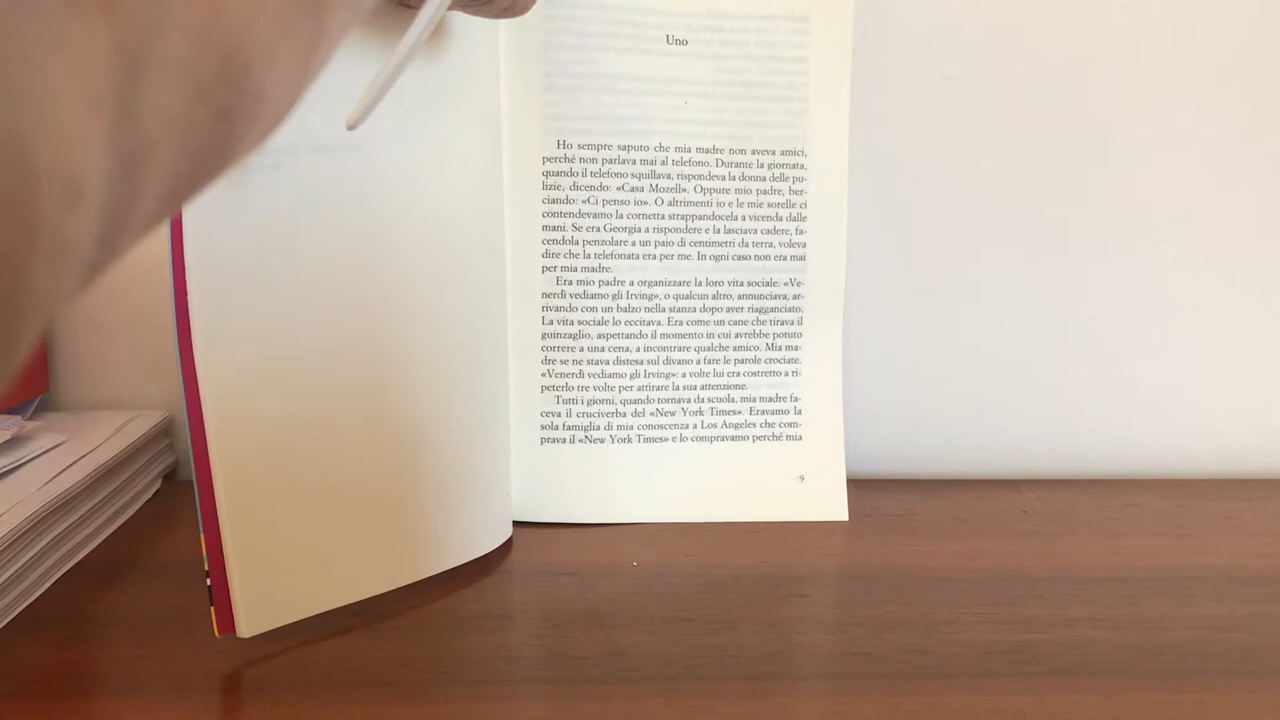 Uno
Ho sempre saputo che mia madre non aveva amici,
perché non parlava mai al telefono. Durante la giornata,
quando il telefono squillava, rispondeva la donna delle pu-
lizie, dicendo: «Casa Mozell». Oppure mio padre, ber-
ciando: «Ci penso io». O altrimenti io e le mie sorelle ci
contendevamo la cornetta strappandocela a vicenda dalle
mani. Se era Georgia a rispondere e la lasciava cadere, fa-
cendola penzolare a un paio di centimetri da terra, voleva
dire che la telefonata era per me. In ogni caso non era mai
per mia madre.
Era mio padre a organizzare la loro vita sociale. «Ve-
nerdì vediamo gli Irving», o qualcun altro, annunciava, ar-
rivando con un balzo nella stanza dopo aver riagganciato.
La vita sociale lo eccitava. Era come un cane che tirava il
guinzaglio, aspettando il momento in cui avrebbe potuto
correre a una cena, a incontrare qualche amico. Mia ma-
dre se ne stava distesa sul divano a fare le parole crociate.
«Venerdì vediamo gli Irving»: a volte lui era costretto a ri-
peterlo tre volte per attirare la sua attenzione.
Tutti i giorni, quando tornava da scuola, mia madre fa-
ceva il cruciverba del «New York Times». Eravamo la
sola famiglia di mia conoscenza a Los Angeles che com-
prava il «New York Times» e lo compravamo perché mia
9